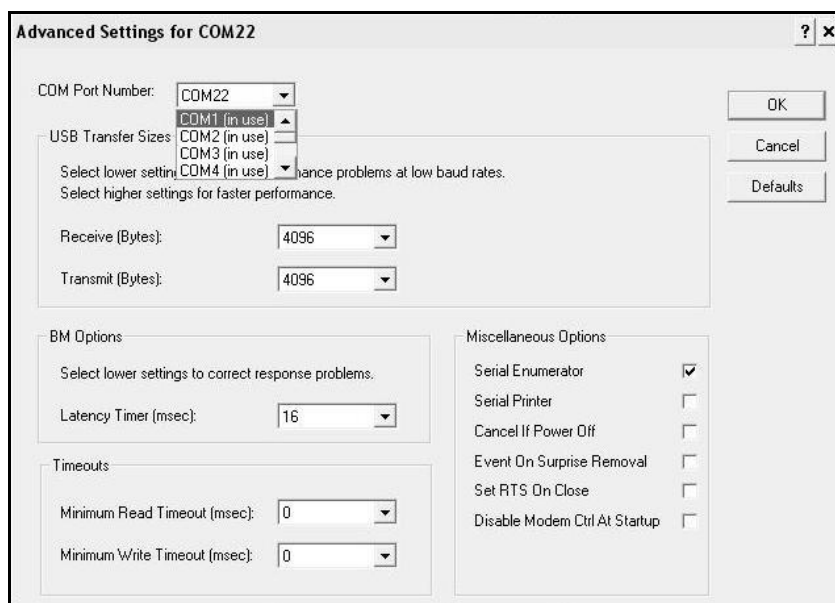 Advanced Settings for COM22
? ×
COM Port Number: COM22
COM1 (in use)
COM2 (in use)
COM3 (in use)
COM4 (in use)
OK
Cancel
Defaults
USB Transfer Sizes
Select lower settin mance problems at low baud rates.
Select higher settings for faster performance.
Receive (Bytes): 4096
Transmit (Bytes): 4096
BM Options
Select lower settings to correct response problems.
Latency Timer (msec): 16
Timeouts
Minimum Read Timeout (msec): 0
Minimum Write Timeout (msec): 0
Miscellaneous Options
Serial Enumerator
Serial Printer
Cancel If Power Off
Event On Surprise Removal
Set RTS On Close
Disable Modem Ctrl At Startup